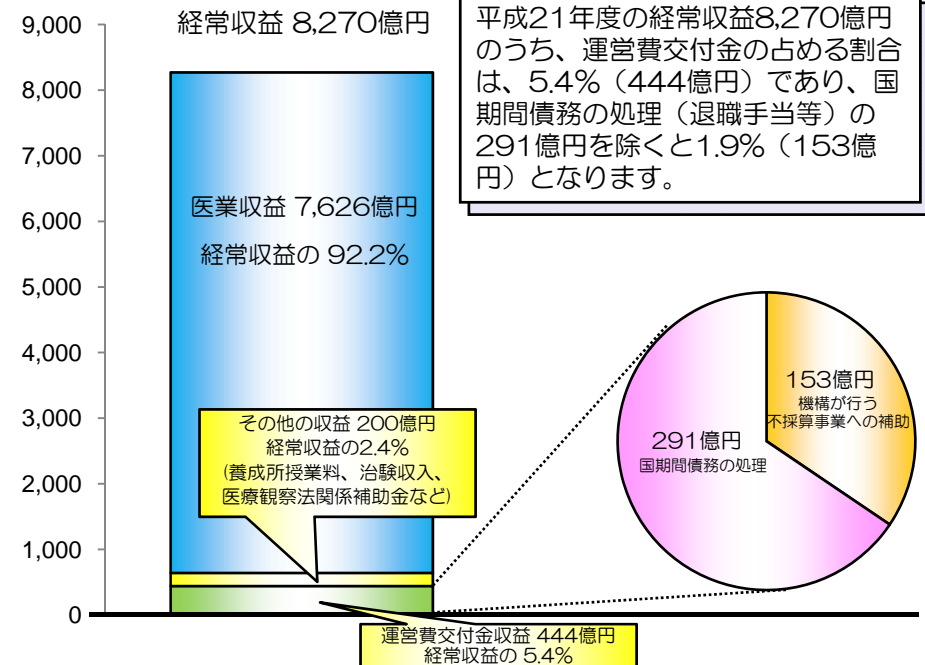 経常収益 8,270億円
平成21年度の経常収益8,270億円
のうち、運営費交付金の占める割合
は、5.4%（444億円）であり、国
期間債務の処理（退職手当等）の
291億円を除くと1.9%（153億
円）となります。
9,000
8,000
7,000
6,000
5,000
4,000
3,000
2,000
1,000
0
医業収益 7,626億円
経常収益の 92.2%
その他の収益 200億円
経常収益の2.4%
(養成所授業料、治験収入、
医療観察法関係補助金など)
運営費交付金収益 444億円
経常収益の 5.4%
153億円
機構が行う
不採算事業への補助
291億円
国期間債務の処理